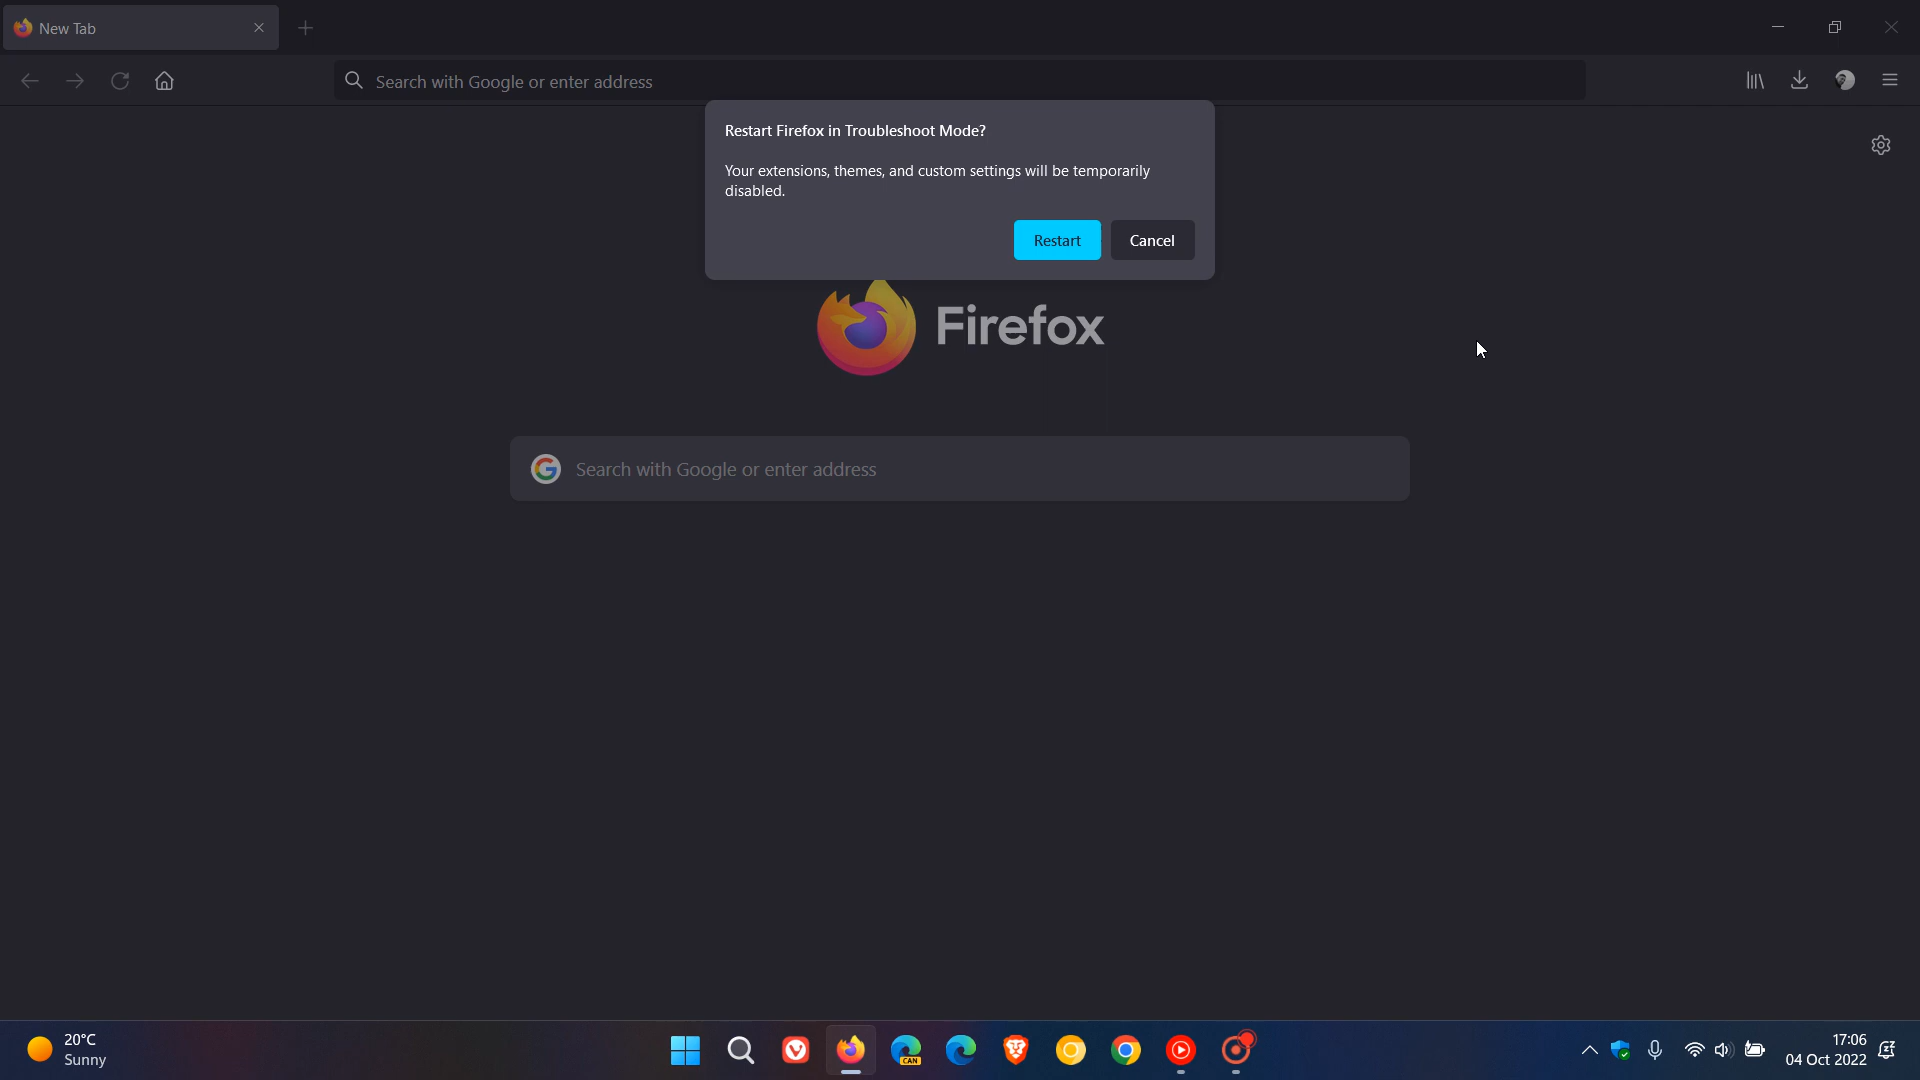 New Tab
Search with Google or enter address
Restart Firefox in Troubleshoot Mode?
Your extensions, themes, and custom settings will be temporarily
disabled.
Restart Cancel
Firefox
Search with Google or enter address
20°C
Sunny
CAN
17:06
04 Oct 2022